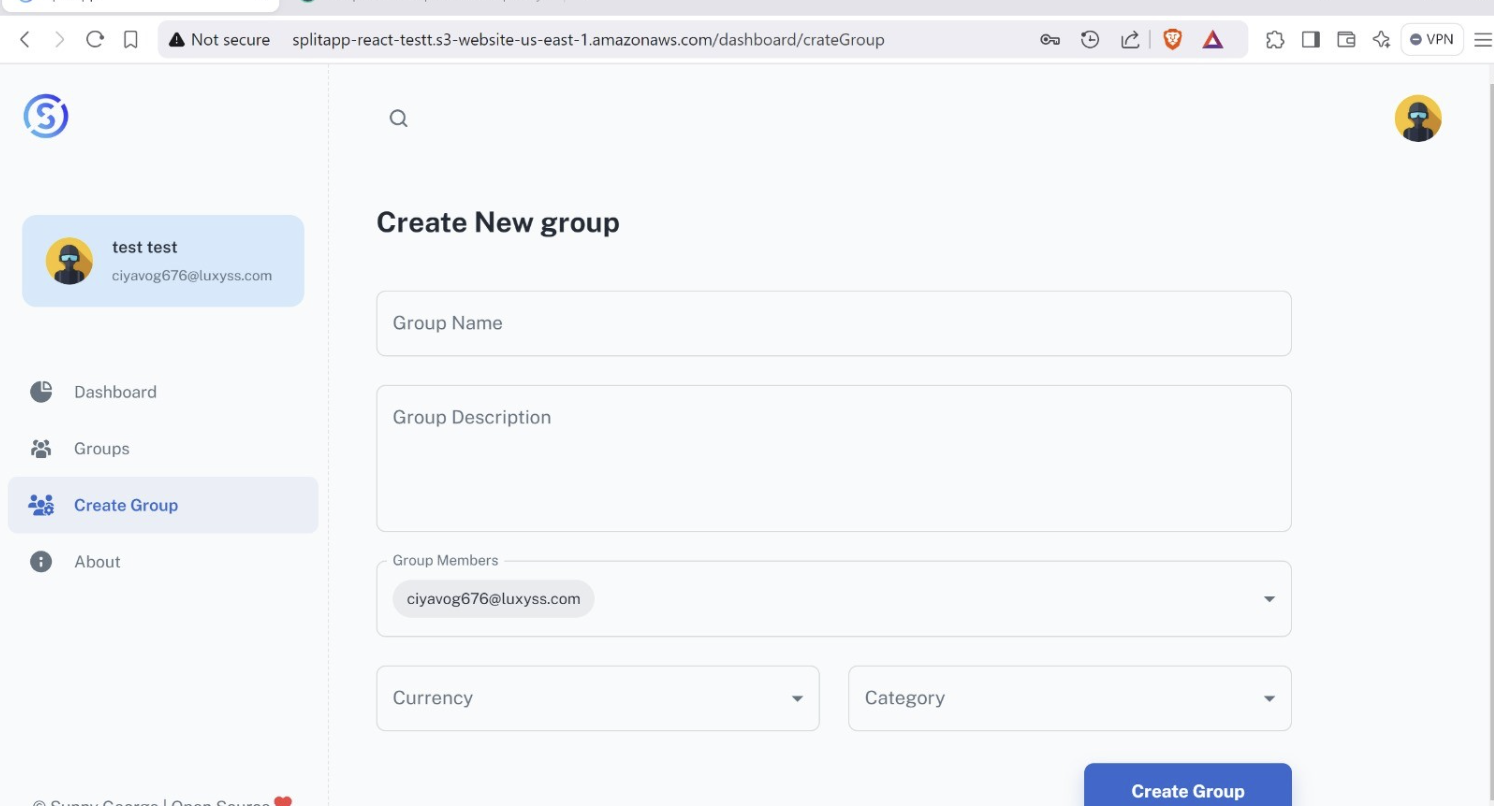 Not secure splitapp-react-testt.s3-website-us-east-1.amazonaws.com/dashboard/crateGroup VPN
S
test test
ciyavog676@luxyss.com
Dashboard
Groups
Create Group
About
© Sunny George | Open Source
Create New group
Group Name
Group Description
Group Members
ciyavog676@luxyss.com
Currency Category
Create Group